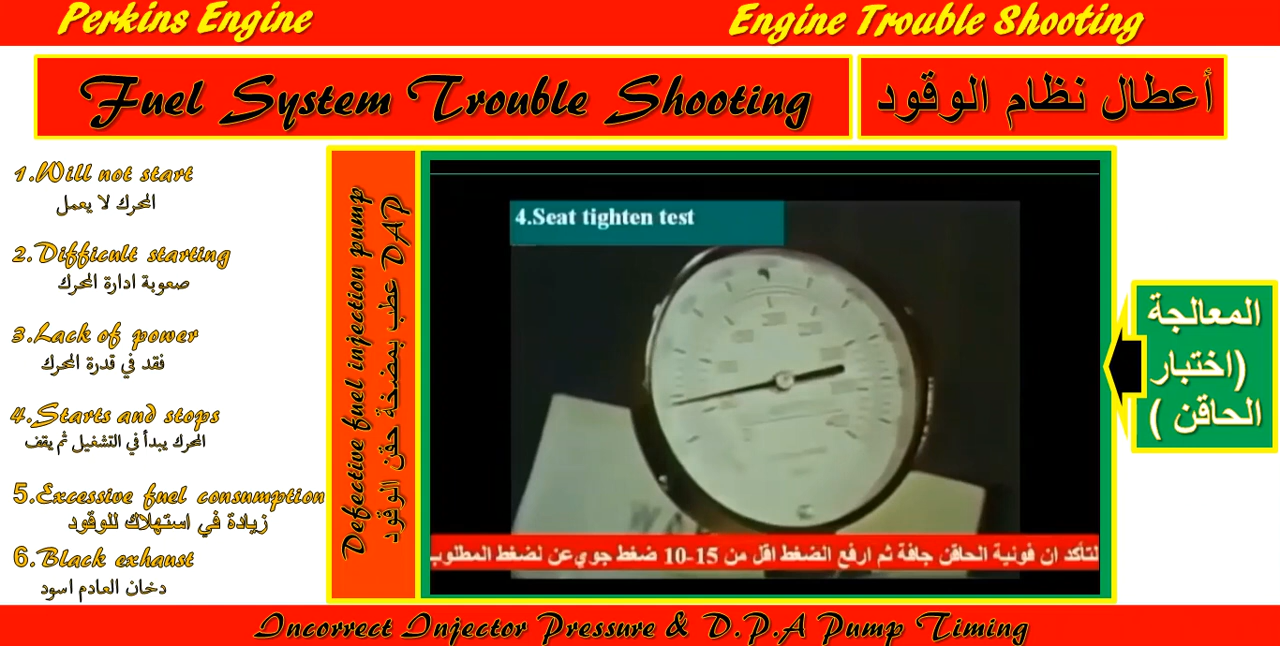 Perkins Engine
Engine Trouble Shooting
Fuel System Trouble Shooting
أعطال نظام الوقود
1.Will not start
المحرك لا يعمل
2.Difficult starting
صعوبة ادارة المحرك
3.Lack of power
فقد في قدرة المحرك
4.Starts and stops
المحرك يبدأ في التشغيل ثم يقف
5.Excessive fuel consumption
زيادة في استهلاك للوقود
6.Black exhaust
دخان العادم اسود
Defective fuel injection pump
عطب بمضخة حقن الوقود DAP
4.Seat tighten test
لتأكد ان فونية الحاقن جافة ثم ارفع الضغط اقل من 15-10 ضغط جوي عن لضغط المطلوب
المعالجة
(اختبار
الحاقن )
Incorrect Injector Pressure & D.P.A Pump Timing